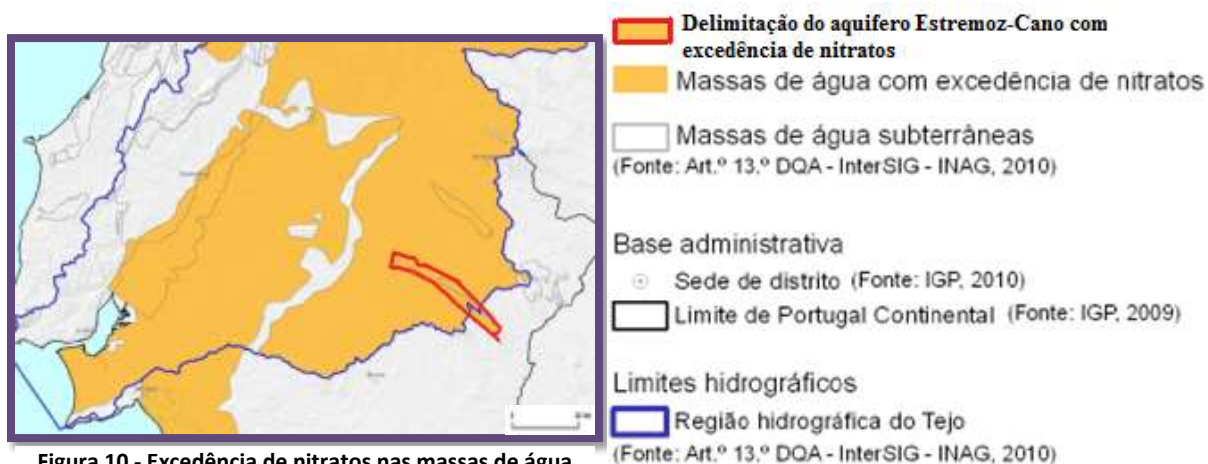 Delimitação do aquifero Estremoz-Cano com
excedência de nitratos
Massas de água com excedência de nitratos
Massas de água subterrâneas
(Fonte: Art.º 13.º DQA - InterSIG - INAG, 2010)
Base administrativa
Sede de distrito (Fonte: IGP, 2010)
Limite de Portugal Continental (Fonte: IGP, 2009)
Limites hidrográficos
Região hidrográfica do Tejo
(Fonte: Art.º 13.º DQA - InterSIG - INAG, 2010)
Figura 10 - Excedência de nitratos nas massas de água